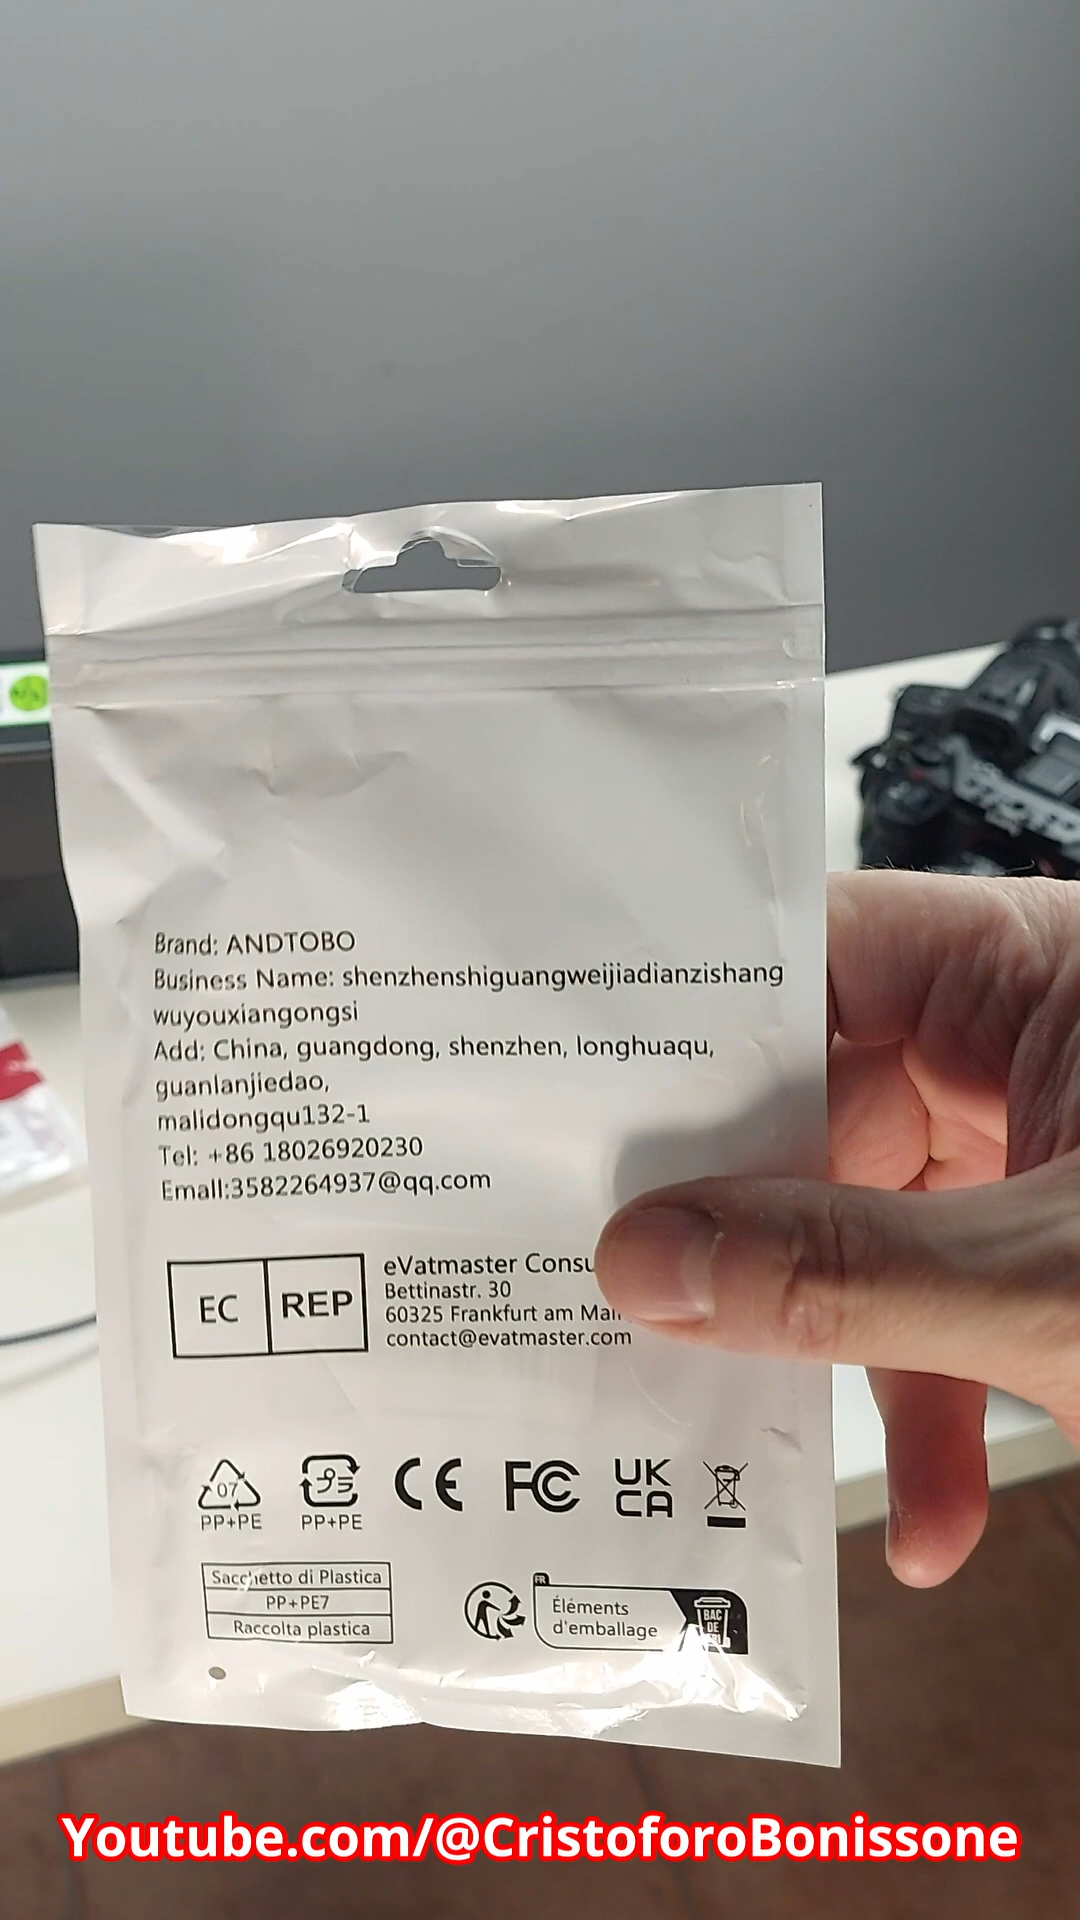 Brand: ANDTOBO
Business Name: shenzhenshiguangweijiadianzishang
wuyouxiangongsi
Add: China, guangdong, shenzhen, longhuaqu,
guanlanjiedao,
malidongqu132-1
Tel: +86 18026920230
Emall:3582264937@qq.com
EC REP
eVatmaster
Bettinastr. 30
60325 Frankfurt am
contact@evatmaster.com
07
PP+PE
PP+PE
CE
FC
UK
CA
Sacchetto di Plastica
PP+PE7
Raccolta plastica
FR
Éléments
d'emballage
BAC
DE
Youtube.com/@CristoforoBonissone